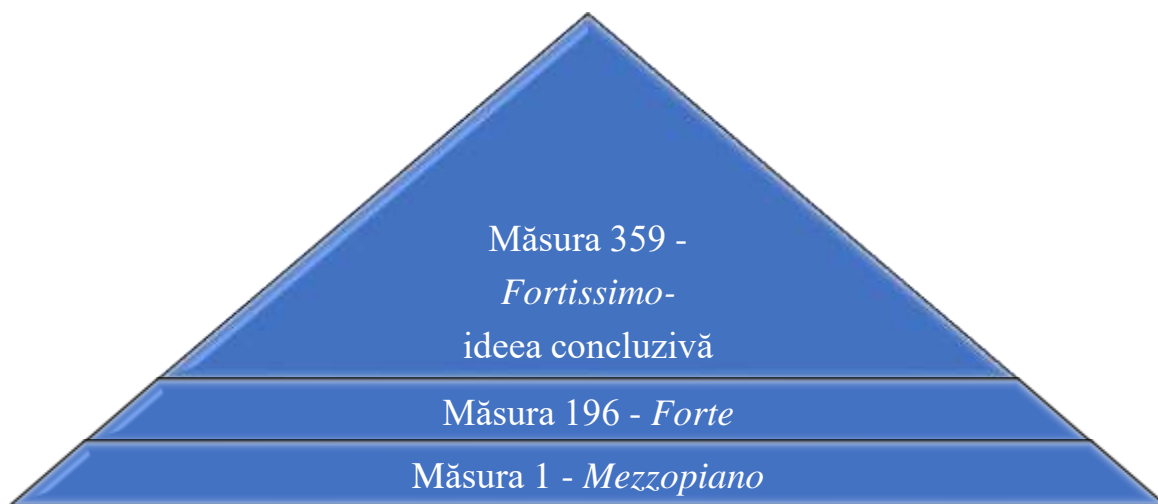 Măsura 359 -
Fortissimo-
ideea concluzivă
Măsura 196 - Forte
Măsura 1 - Mezzopiano